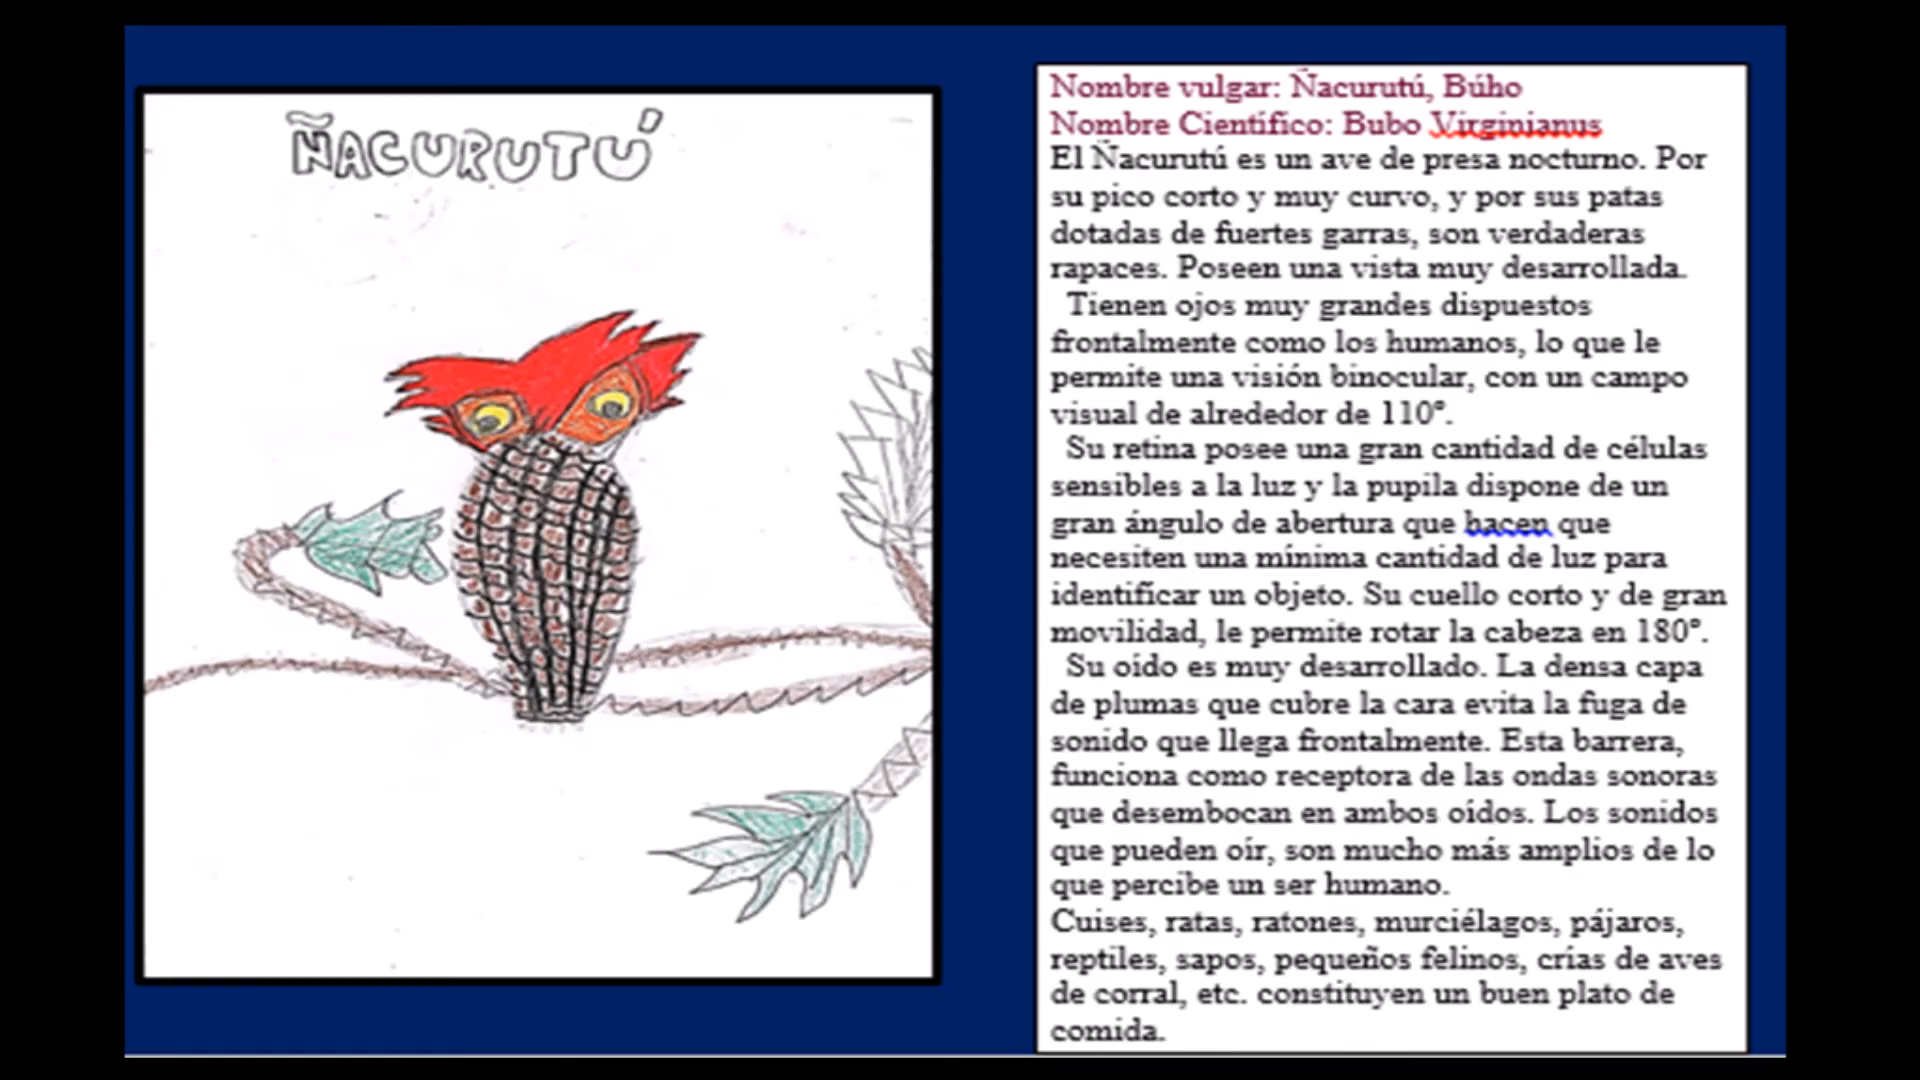 ÑACURUTÚ
Nombre vulgar: Ñacurutú, Búho
Nombre Científico: Bubo Virginianus
El Ñacurutú es un ave de presa nocturno. Por
su pico corto y muy curvo, y por sus patas
dotadas de fuertes garras, son verdaderas
rapaces. Poseen una vista muy desarrollada.
Tienen ojos muy grandes dispuestos
frontalmente como los humanos, lo que le
permite una visión binocular, con un campo
visual de alrededor de 110°.
Su retina posee una gran cantidad de células
sensibles a la luz y la pupila dispone de un
gran ángulo de abertura que hacen que
necesiten una mínima cantidad de luz para
identificar un objeto. Su cuello corto y de gran
movilidad, le permite rotar la cabeza en 180°.
Su oído es muy desarrollado. La densa capa
de plumas que cubre la cara evita la fuga de
sonido que llega frontalmente. Esta barrera,
funciona como receptora de las ondas sonoras
que desembocan en ambos oídos. Los sonidos
que pueden oír, son mucho más amplios de lo
que percibe un ser humano.
Cuises, ratas, ratones, murciélagos, pájaros,
reptiles, sapos, pequeños felinos, crías de aves
de corral, etc. constituyen un buen plato de
comida.